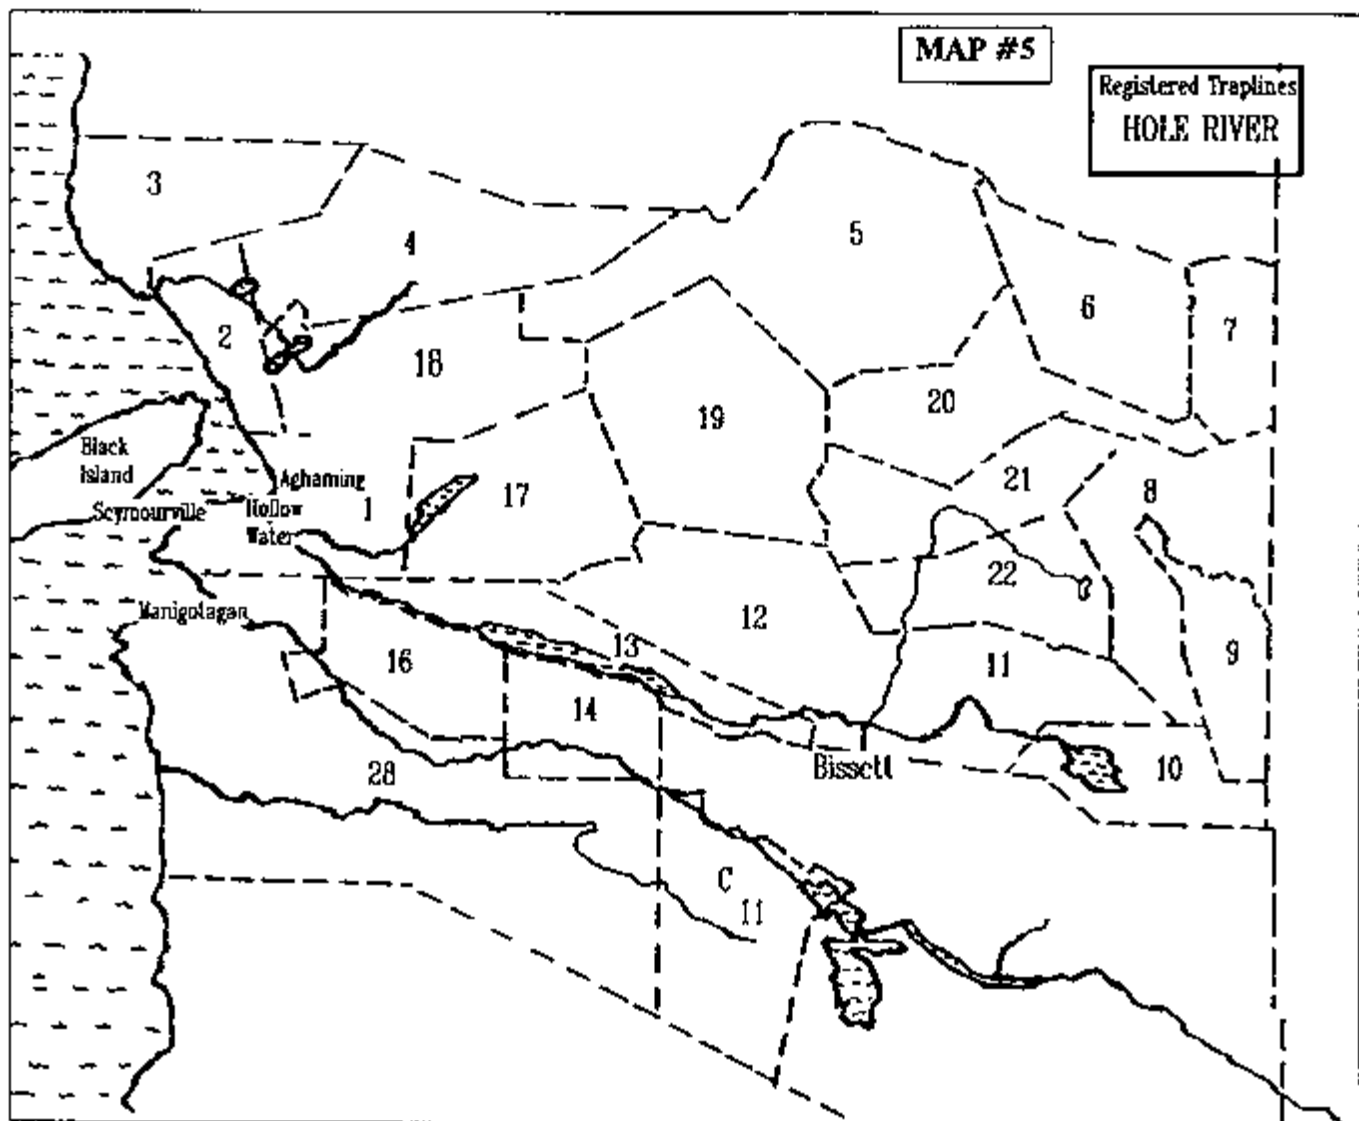 MAP #5
Registered Traplines
HOLE RIVER
3
4
5
6
7
2
18
19
20
Black
Island
Aghaming
Seymourville
Hollow
Water
1
17
21
8
22
Manigotagan
16
13
12
11
9
14
Bissett
10
28
C
11